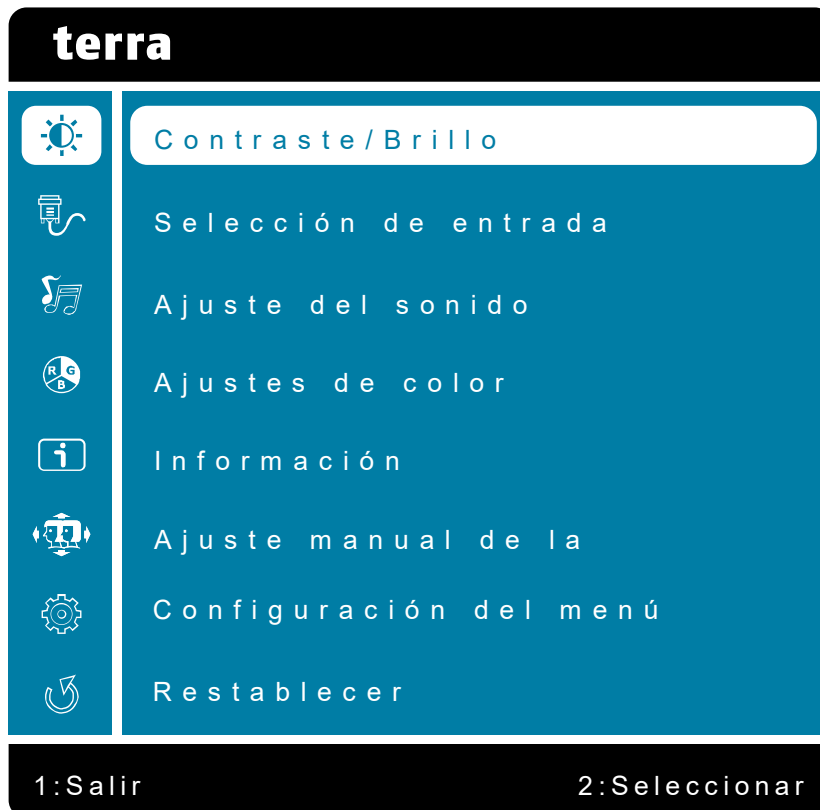 terra
Contraste/Brillo
Selección de entrada
Ajuste del sonido
R G
B
Ajustes de color
i
Información
Ajuste manual de la
Configuración del menú
Restablecer
1:Salir 2:Seleccionar